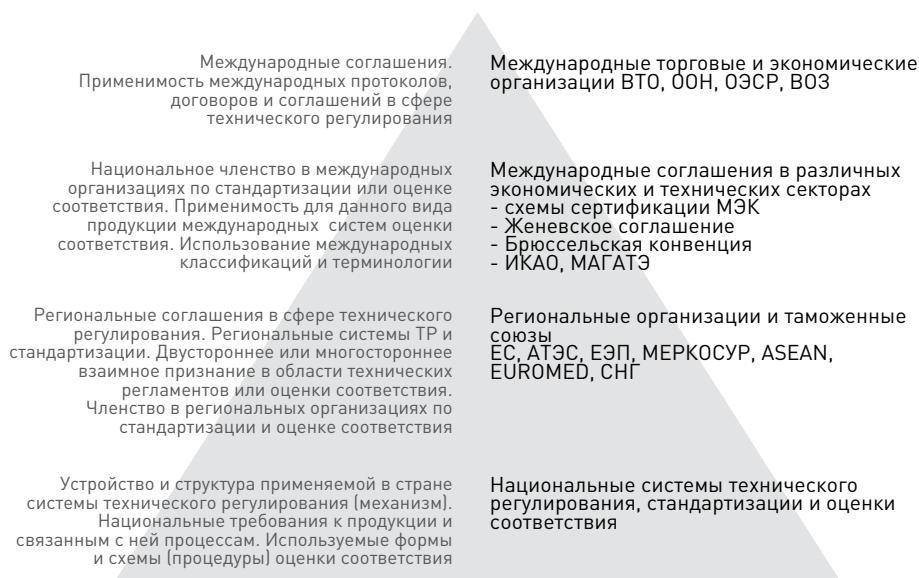 Международные соглашения.
Применимость международных протоколов,
договоров и соглашений в сфере
технического регулирования
Международные торговые и экономические
организации ВТО, ООН, ОЭСР, ВОЗ
Национальное членство в международных
организациях по стандартизации или оценке
соответствия. Применимость для данного вида
продукции международных систем оценки
соответствия. Использование международных
классификаций и терминологии
Международные соглашения в различных
экономических и технических секторах
- схемы сертификации МЭК
- Женевское соглашение
- Брюссельская конвенция
- ИКАО, МАГАТЭ
Региональные соглашения в сфере технического
регулирования. Региональные системы ТР и
стандартизации. Двустороннее или многостороннее
взаимное признание в области технических
регламентов или оценки соответствия.
Членство в региональных организациях по
стандартизации и оценке соответствия
Региональные организации и таможенные
союзы
ЕС, АТЭС, ЕЭП, МЕРКОСУР, ASEAN,
EUROMED, СНГ
Устройство и структура применяемой в стране
системы технического регулирования (механизм).
Национальные требования к продукции и
связанным с ней процессам. Используемые формы
и схемы (процедуры) оценки соответствия
Национальные системы технического
регулирования, стандартизации и оценки
соответствия